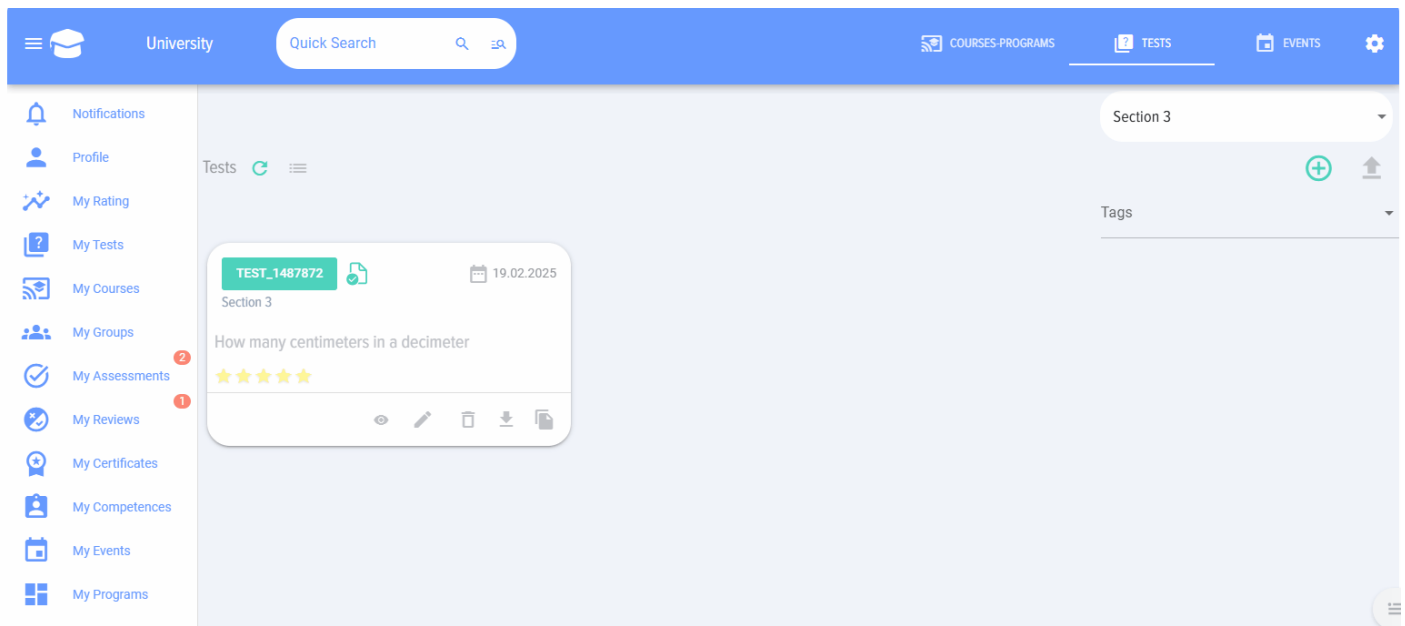 University
Quick Search
COURSES-PROGRAMS
TESTS
EVENTS
Notifications
Profile
My Rating
My Tests
My Courses
My Groups
2
My Assessments
1
My Reviews
My Certificates
My Competences
My Events
My Programs
Section 3
Tests
Tags
TEST_1487872
19.02.2025
Section 3
How many centimeters in a decimeter